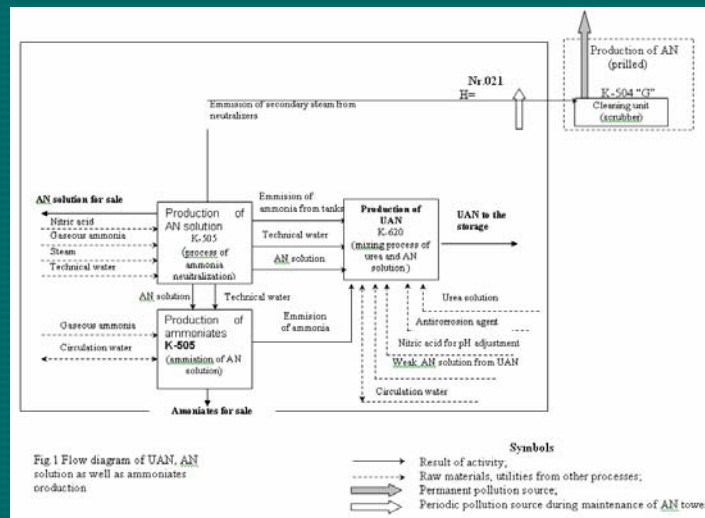 Production of AN
(prilled)
K-504 "G"
Cleaning unit
(scrubber)
Nr.021
H=
Emmision of secondary steam from
neutralizers
AN solution for sale
Nitric acid
Gaseous ammonia
Steam
Technical water
Production of
AN solution
K-505
(process of
ammonia
neutralization)
Emmision of
ammonia from tanks
Technical water
AN solution
Production of
UAN
K-620
(mixing process of
urea and AN
solution)
UAN to the
storage
AN solution
Technical water
Urea solution
Anticorrosion agent
Nitric acid for pH adjustment
Weak AN solution from UAN
Circulation water
Gaseous ammonia
Circulation water
Production of
ammoniates
K-505
(ammistion of AN
solution)
Emmision
of ammonia
Amoniates for sale
Fig.1 Flow diagram of UAN, AN
solution as well as ammoniates
production
Symbols
Result of activity;
Raw materials, utilities from other processes;
Permanent pollution source;
Periodic pollution source during maintenance of AN tower